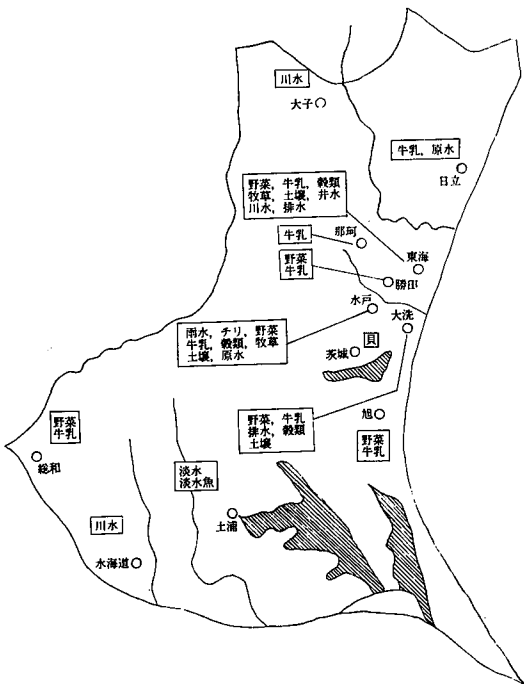 川水
大子
牛乳，原水
日立
野菜，牛乳，穀類
牧草，土壌，井水
川水，排水
牛乳
那珂
東海
野菜
牛乳
勝田
水戸
大洗
雨水，チリ，野菜
牛乳，穀類，牧草
土壌，原水
貝
茨城
野菜，牛乳
排水，穀類
土壌
旭
野菜
牛乳
野菜
牛乳
総和
淡水
淡水魚
土浦
川水
水海道